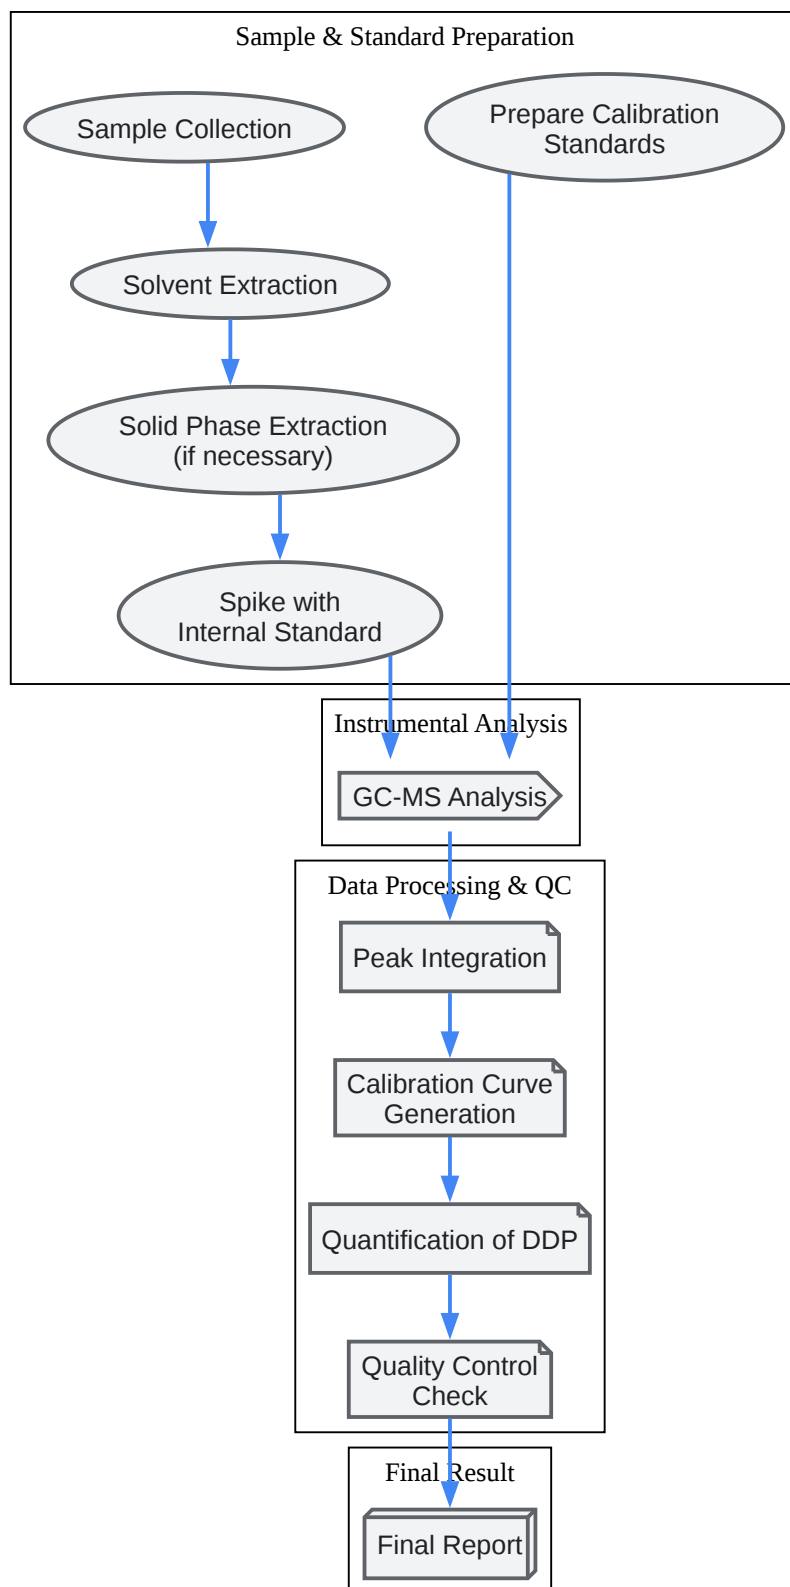 Sample & Standard Preparation
Sample Collection
Prepare Calibration
Standards
Solvent Extraction
Solid Phase Extraction
(if necessary)
Spike with
Internal Standard
Instrumental Analysis
GC-MS Analysis
Data Processing & QC
Peak Integration
Calibration Curve
Generation
Quantification of DDP
Quality Control
Check
Final Result
Final Report